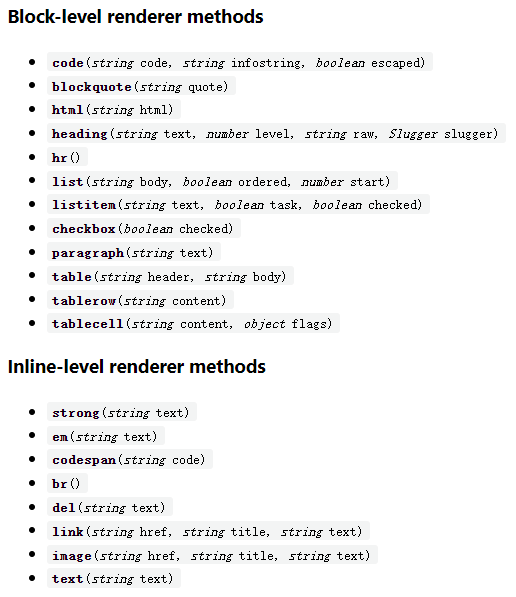 Block-level renderer methods
code(string code, string infostring, boolean escaped)
blockquote(string quote)
html(string html)
heading(string text, number level, string raw, Slugger slugger)
hr()
list(string body, boolean ordered, number start)
listitem(string text, boolean task, boolean checked)
checkbox(boolean checked)
paragraph(string text)
table(string header, string body)
tablerow(string content)
tablecell(string content, object flags)
Inline-level renderer methods
strong(string text)
em(string text)
codespan(string code)
br()
del(string text)
link(string href, string title, string text)
image(string href, string title, string text)
text(string text)